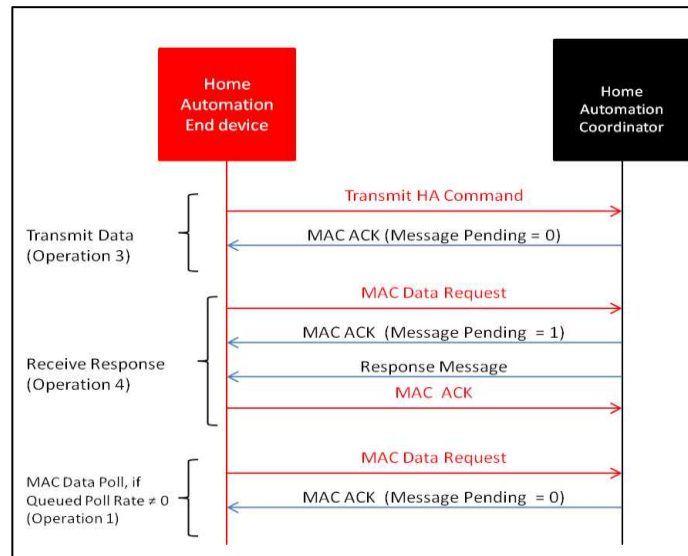 Home
Automation
End device
Home
Automation
Coordinator
Transmit HA Command
Transmit Data
(Operation 3)
MAC ACK (Message Pending = 0)
MAC Data Request
MAC ACK (Message Pending = 1)
Receive Response
(Operation 4)
Response Message
MAC ACK
MAC Data Request
MAC Data Poll, if
Queued Poll Rate ≠ 0
(Operation 1)
MAC ACK (Message Pending = 0)